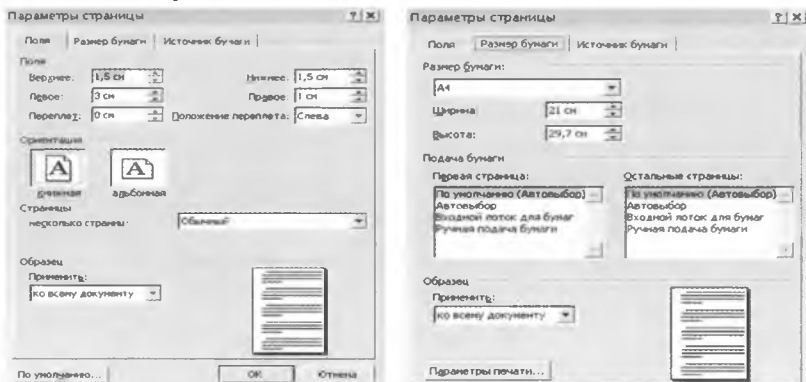 Параметры страницы
Поля Размер бумаги Источник бумаги
Поля
Верхнее: 1,5 см Нижнее: 1,5 см
Левое: 3 см Правое: 1 см
Переплет: 0 см Положение переплета: Слева
Ориентация
книжная альбонная
Страницы
несколько страниц: Обычный
Образец
Применить:
ко всему документу
По умолчанию... ОК Отмена
Параметры страницы
Поля Размер бумаги Источник бумаги
Размер бумаги:
А4
Ширина: 21 см
Высота: 29,7 см
Подача бумаги
Первая страница: Остальные страницы:
По умолчанию (Автовыбор) По умолчанию (Автовыбор)
Автовыбор Автовыбор
Входной лоток для бумаг Входной лоток для бумаг
Ручная подача бумаги Ручная подача бумаги
Образец
Применить:
ко всему документу
Параметры печати...